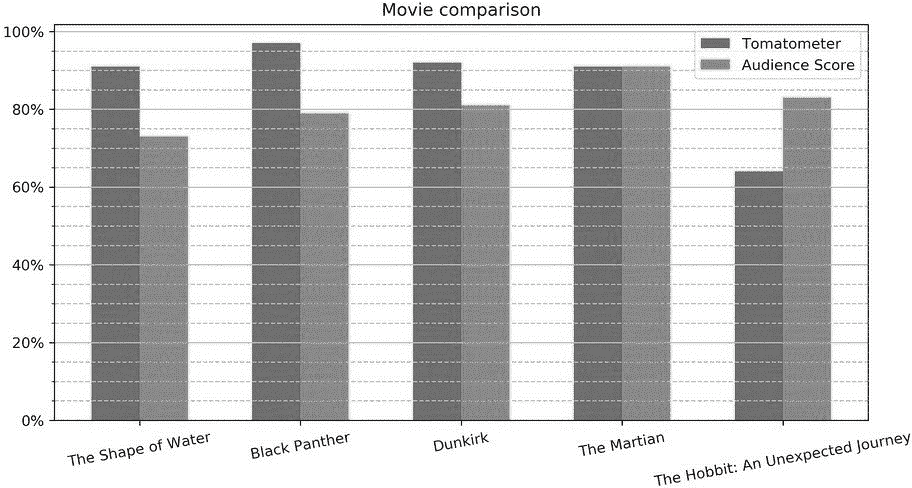 Movie comparison
100%
80%
60%
40%
20%
0%
Tomatometer
Audience Score
The Shape of Water
Black Panther
Dunkirk
The Martian
The Hobbit: An Unexpected Journey